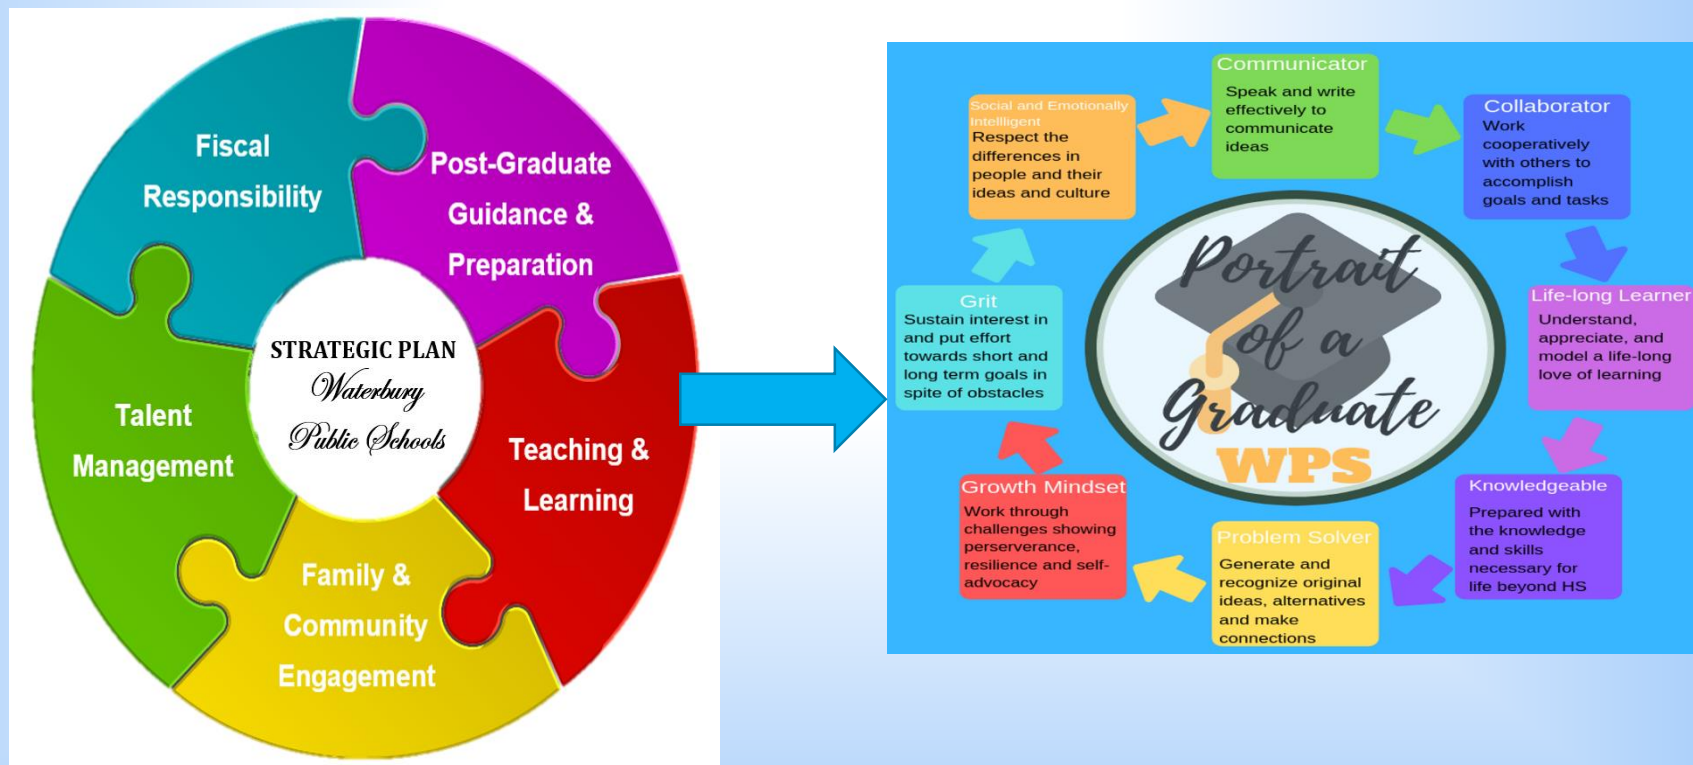 Fiscal
Responsibility
Post-Graduate
Guidance &
Preparation
STRATEGIC PLAN
Waterbury
Public Schools
Talent
Management
Teaching &
Learning
Family &
Community
Engagement
Communicator
Speak and write
effectively to
communicate
ideas
Collaborator
Work
cooperatively
with others to
accomplish
goals and tasks
Life-long Learner
Understand,
appreciate, and
model a life-long
love of learning
Knowledgeable
Prepared with
the knowledge
and skills
necessary for
life beyond HS
Problem Solver
Generate and
recognize original
ideas, alternatives
and make
connections
Growth Mindset
Work through
challenges showing
perserverance,
resilience and self-
advocacy
Grit
Sustain interest in
and put effort
towards short and
long term goals in
spite of obstacles
Social and Emotionally
Intellligent
Respect the
differences in
people and their
ideas and culture
Portrait
of a
Graduate
WPS